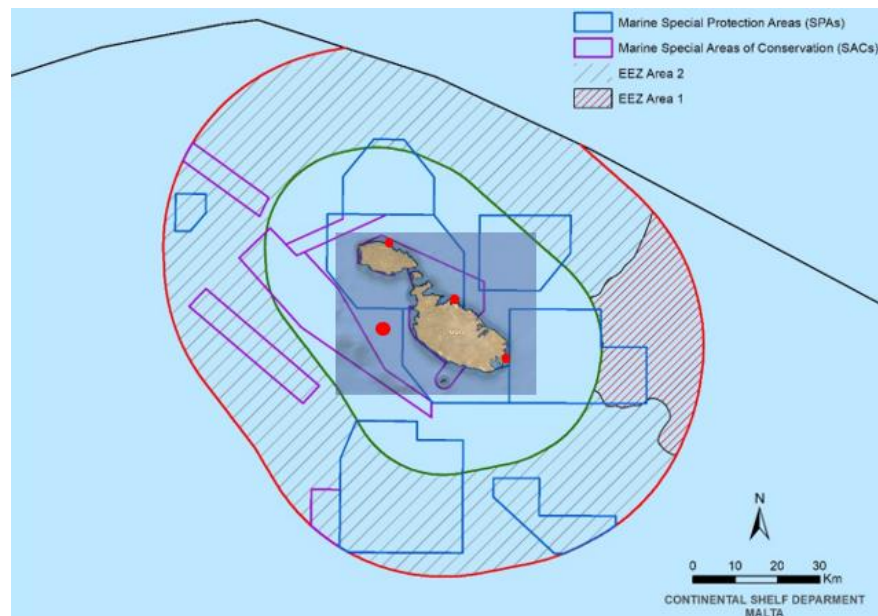 Marine Special Protection Areas (SPAs)
Marine Special Areas of Conservation (SACs)
EEZ Area 2
EEZ Area 1
N
0 10 20 30
Km
CONTINENTAL SHELF DEPARMENT
MALTA